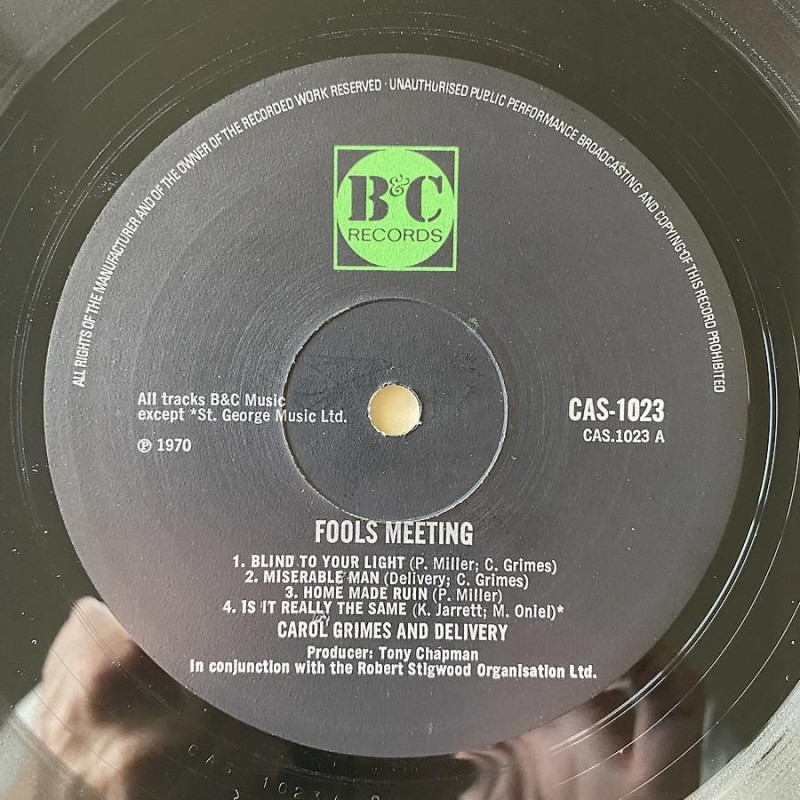 ALL RIGHTS OF THE MANUFACTURER AND OF THE OWNER OF THE RECORDED WORK RESERVED · UNAUTHORISED PUBLIC PERFORMANCE BROADCASTING AND COPYING OF THIS RECORD PROHIBITED
B&C
RECORDS
All tracks B&C Music
except *St. George Music Ltd.
℗ 1970
CAS-1023
CAS.1023 A
FOOLS MEETING
1. BLIND TO YOUR LIGHT (P. Miller; C. Grimes)
2. MISERABLE MAN (Delivery; C. Grimes)
3. HOME MADE RUIN (P. Miller)
4. IS IT REALLY THE SAME (K. Jarrett; M. Oniel)*
CAROL GRIMES AND DELIVERY
Producer: Tony Chapman
In conjunction with the Robert Stigwood Organisation Ltd.
CAS 1023